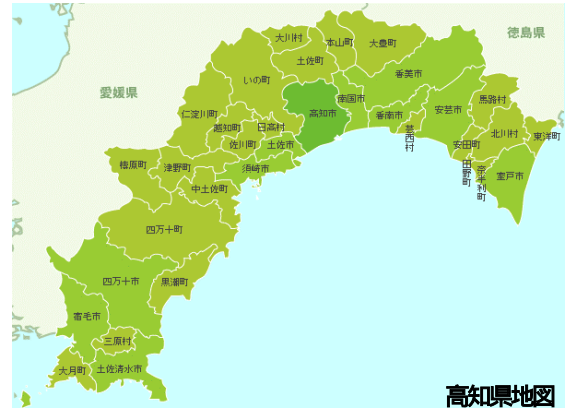 徳島県
愛媛県
大川村
本山町
大豊町
土佐町
いの町
香美市
南国市
高知市
仁淀川町
越知町
日高村
佐川町
土佐市
香南市
芸西村
安芸市
馬路村
北川村
東洋町
安田町
田野町
奈半利町
室戸市
梼原町
津野町
須崎市
中土佐町
四万十町
四万十市
黒潮町
宿毛市
三原村
大月町
土佐清水市
高知県地図